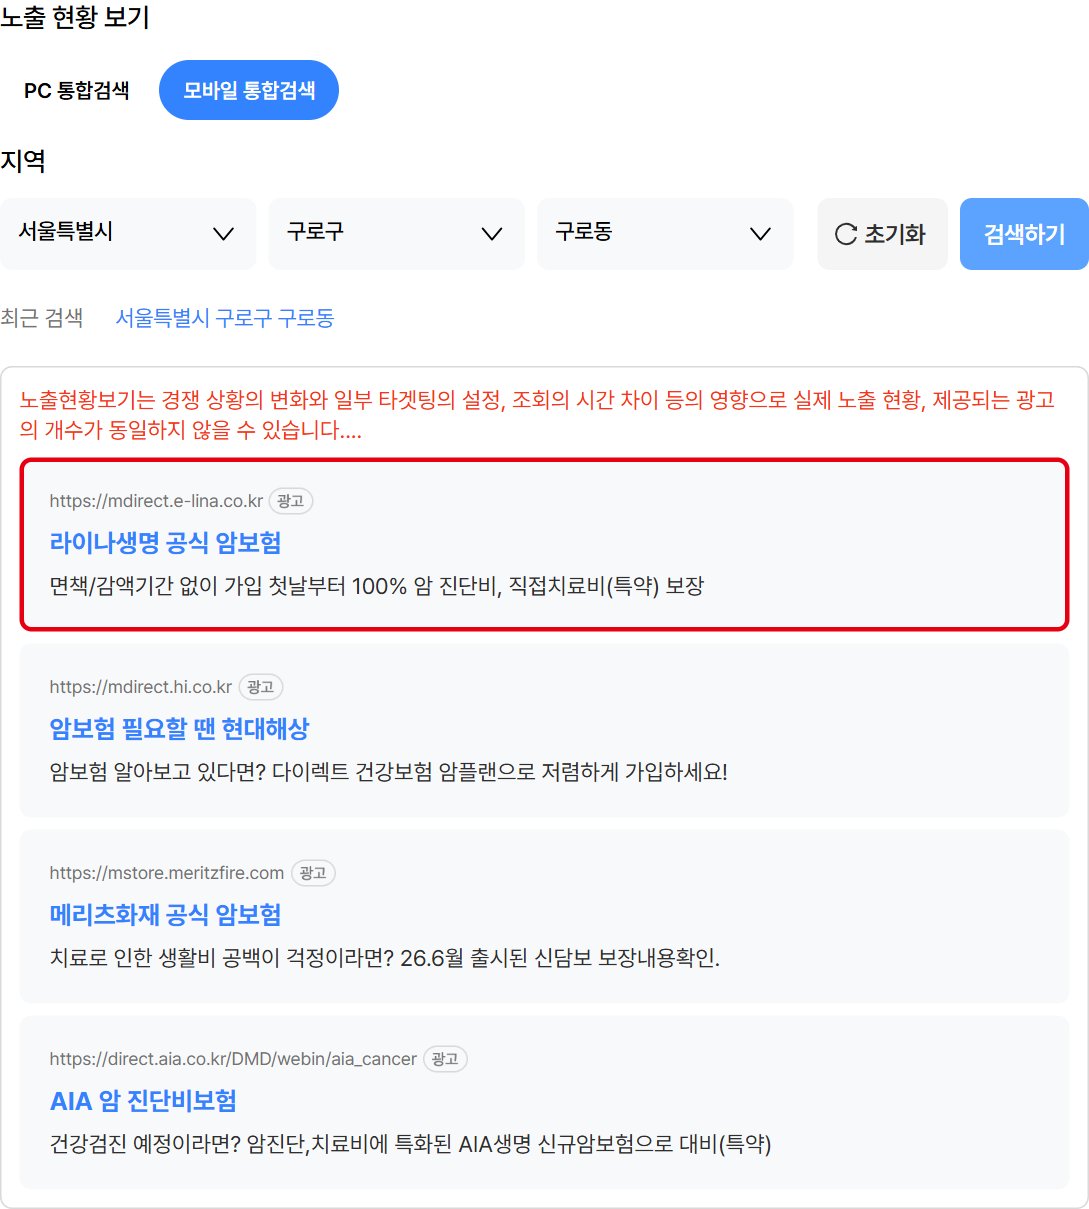 노출 현황 보기
PC 통합검색 모바일 통합검색
지역
서울특별시 구로구 구로동 초기화 검색하기
최근 검색 서울특별시 구로구 구로동
노출현황보기는 경쟁 상황의 변화와 일부 타겟팅의 설정, 조회의 시간 차이 등의 영향으로 실제 노출 현황, 제공되는 광고
의 개수가 동일하지 않을 수 있습니다....
https://mdirect.e-lina.co.kr 광고
라이나생명 공식 암보험
면책/감액기간 없이 가입 첫날부터 100% 암 진단비, 직접치료비(특약) 보장
https://mdirect.hi.co.kr 광고
암보험 필요할 땐 현대해상
암보험 알아보고 있다면? 다이렉트 건강보험 암플랜으로 저렴하게 가입하세요!
https://mstore.meritzfire.com 광고
메리츠화재 공식 암보험
치료로 인한 생활비 공백이 걱정이라면? 26.6월 출시된 신담보 보장내용확인.
https://direct.aia.co.kr/DMD/webin/aia_cancer 광고
AIA 암 진단비보험
건강검진 예정이라면? 암진단,치료비에 특화된 AIA생명 신규암보험으로 대비(특약)